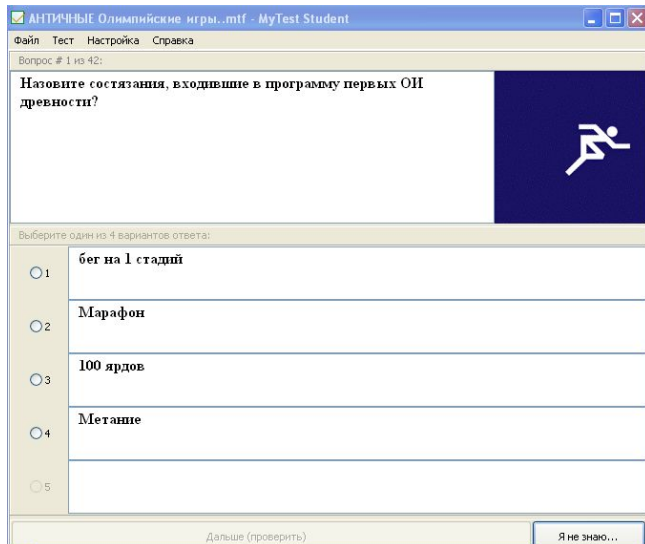 АНТИЧНЫЕ Олимпийские игры..mtf - MyTest Student
Файл Тест Настройка Справка
Вопрос # 1 из 42:
Назовите состязания, входившие в программу первых ОИ
древности?
Выберите один из 4 вариантов ответа:
1 бег на 1 стадий
2 Марафон
3 100 ярдов
4 Метание
5
Дальше (проверить) Я не знаю...